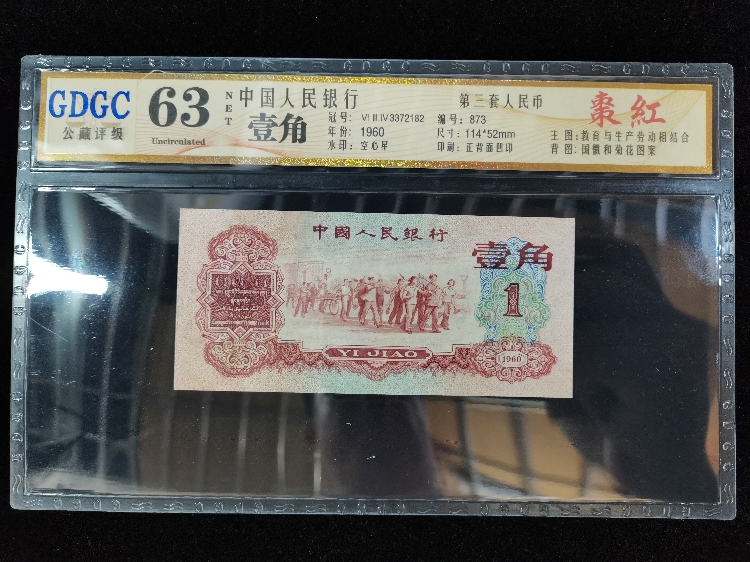 GDGC
公藏评级
63
NET
Uncirculated
中国人民银行
壹角
冠号: VI II IV 3372182
年份: 1960
水印: 空心星
第三套人民币
编号: 873
尺寸: 114*52mm
印刷: 正背面凹印
棗紅
主图: 教育与生产劳动相结合
背图: 国徽和菊花图案
中國人民銀行
壹角
1
YI JIAO
1960